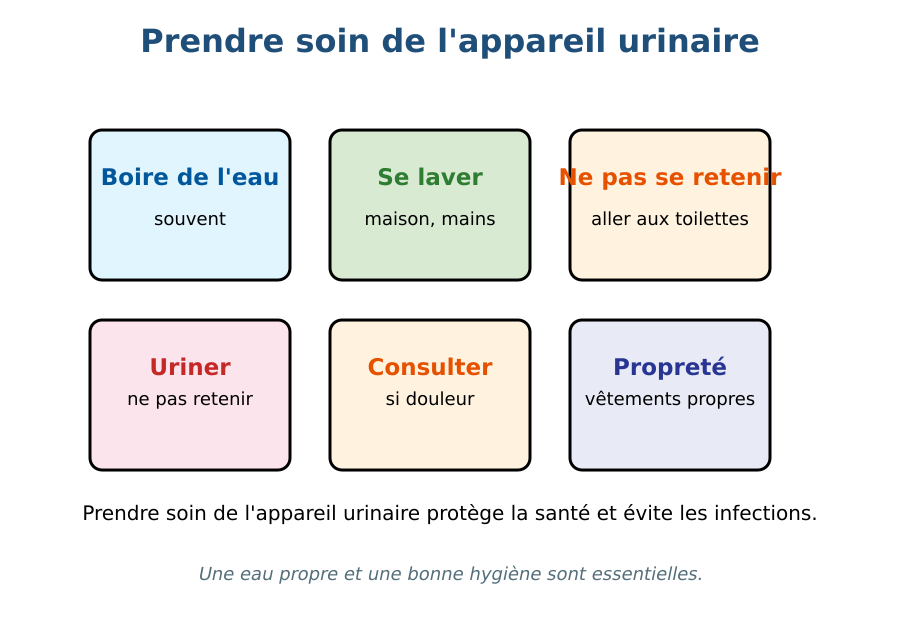 Prendre soin de l'appareil urinaire
Boire de l'eau
souvent
Se laver
maison, mains
Ne pas se retenir
aller aux toilettes
Uriner
ne pas retenir
Consulter
si douleur
Propreté
vêtements propres
Prendre soin de l'appareil urinaire protège la santé et évite les infections.
Une eau propre et une bonne hygiène sont essentielles.